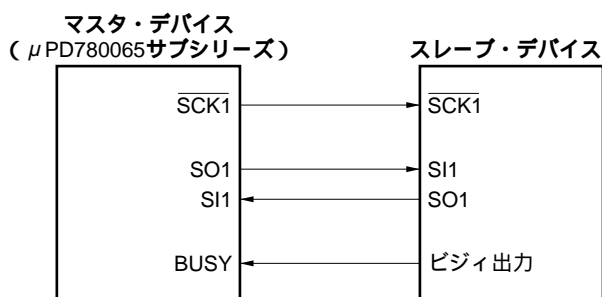 マスタ・デバイス
(μPD780065サブシリーズ) スレーブ・デバイス
SCK1 SCK1
SO1 SI1
SI1 SO1
BUSY ビジィ出力